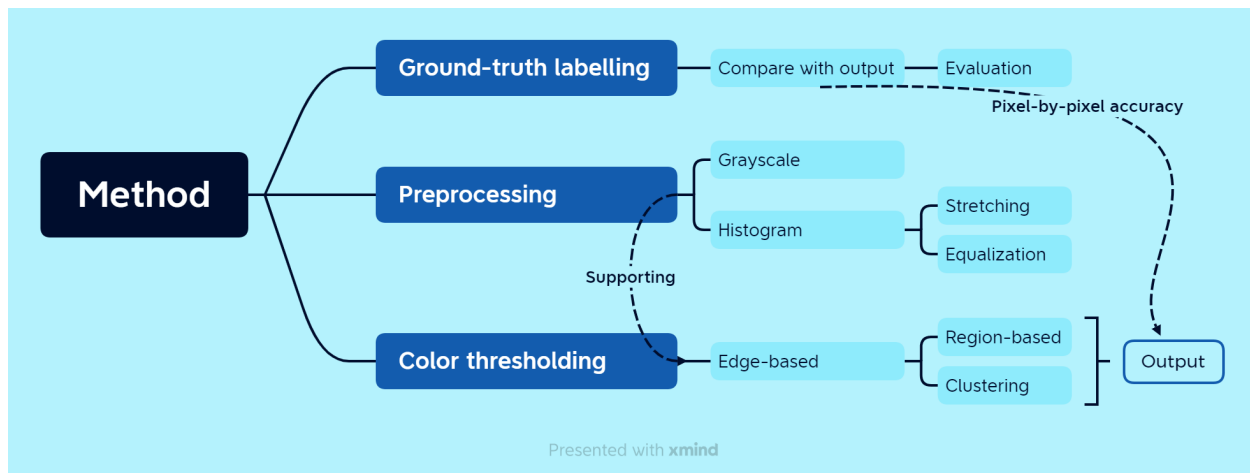 Method
Ground-truth labelling
Compare with output
Evaluation
Pixel-by-pixel accuracy
Preprocessing
Grayscale
Histogram
Stretching
Equalization
Supporting
Color thresholding
Edge-based
Region-based
Clustering
Output
Presented with xmind